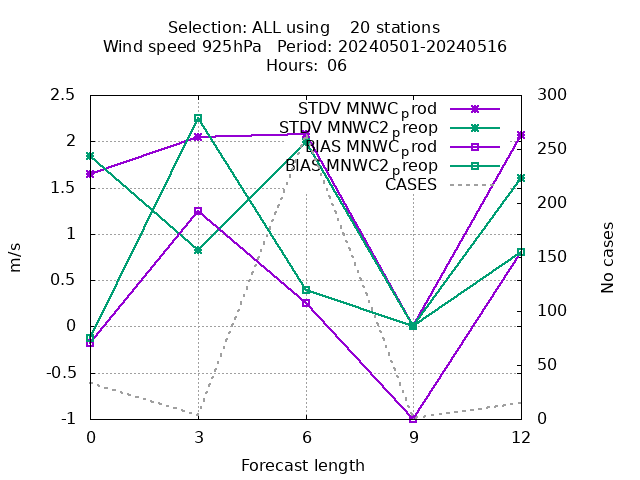 Selection: ALL using    20 stations
Wind speed 925hPa   Period: 20240501-20240516
Hours: 06
2.5
2
1.5
1
0.5
0
-0.5
-1
300
250
200
150
100
50
0
STDV MNWC_prod
STDV MNWC2_preop
BIAS MNWC_prod
BIAS MNWC2_preop
CASES
m/s
No cases
0 3 6 9 12
Forecast length